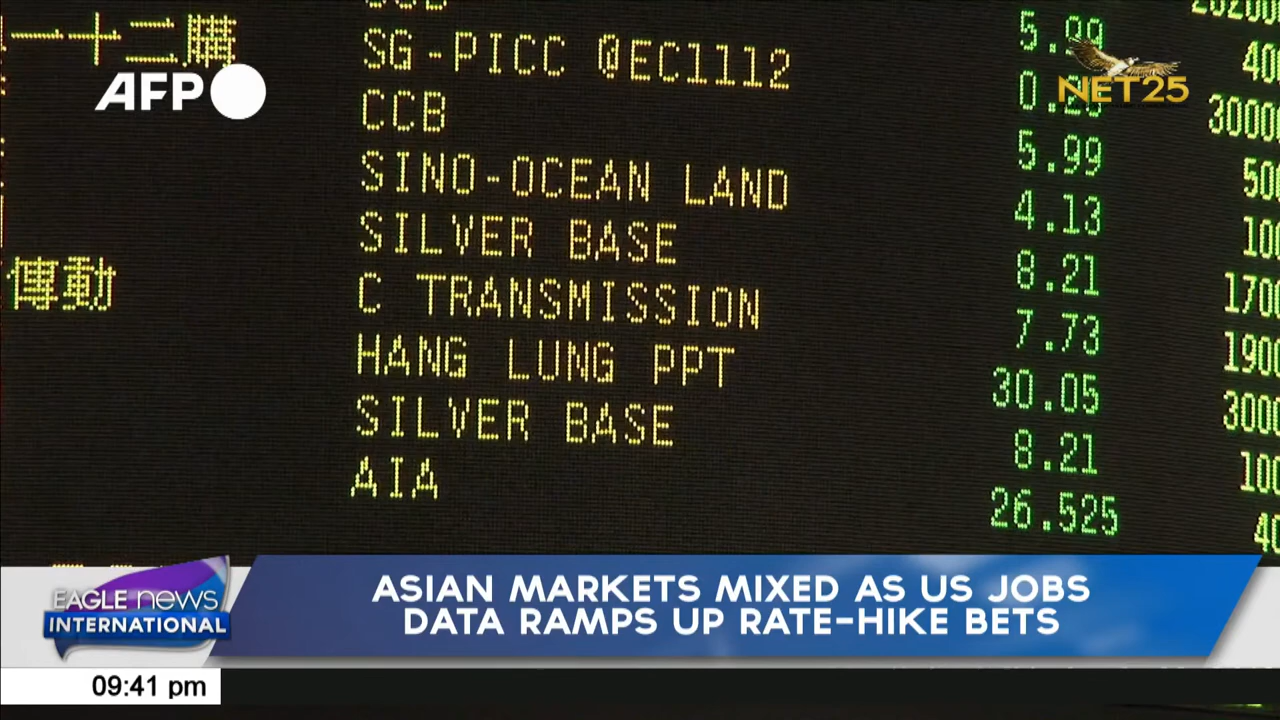 AFP
NET25
5.99
一十二購 SG-PICC @EC1112
CCB 5.99
SINO-OCEAN LAND 4.13
SILVER BASE 8.21
傳動 C TRANSMISSION 7.73
HANG LUNG PPT 30.05
SILVER BASE 8.21
AIA 26.525
EAGLE news
INTERNATIONAL
ASIAN MARKETS MIXED AS US JOBS
DATA RAMPS UP RATE-HIKE BETS
09:41 pm